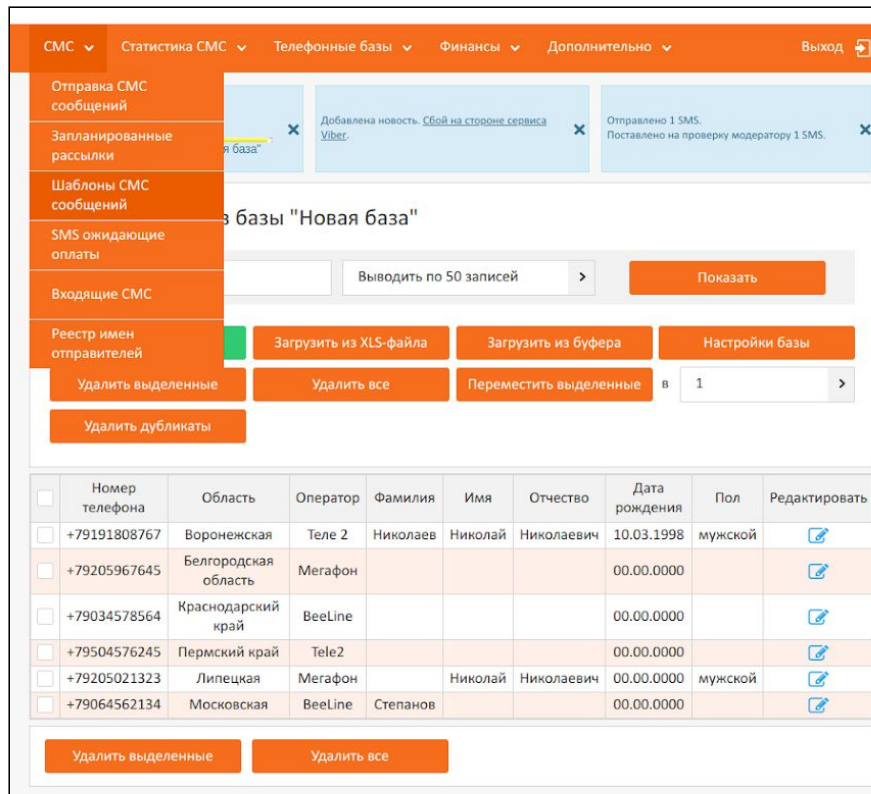 СМС Статистика СМС Телефонные базы Финансы Дополнительно Выход
Отправка СМС
сообщений
Запланированные
рассылки
Шаблоны СМС
сообщений
SMS ожидающие
оплаты
Входящие СМС
Реестр имен
отправителей
я база"
Добавлена новость. Сбой на стороне сервиса
Viber.
Отправлено 1 SMS.
Поставлено на проверку модератору 1 SMS.
базы "Новая база"
Выводить по 50 записей Показать
Загрузить из XLS-файла Загрузить из буфера Настройки базы
Удалить выделенные Удалить все Переместить выделенные в 1
Удалить дубликаты
Номер телефона Область Оператор Фамилия Имя Отчество Дата рождения Пол Редактировать
+79191808767 Воронежская Теле 2 Николаев Николай Николаевич 10.03.1998 мужской
+79205967645 Белгородская область Мегафон 00.00.0000
+79034578564 Краснодарский край BeeLine 00.00.0000
+79504576245 Пермский край Tele2 00.00.0000
+79205021323 Липецкая Мегафон Николай Николаевич 00.00.0000 мужской
+79064562134 Московская BeeLine Степанов 00.00.0000
Удалить выделенные Удалить все